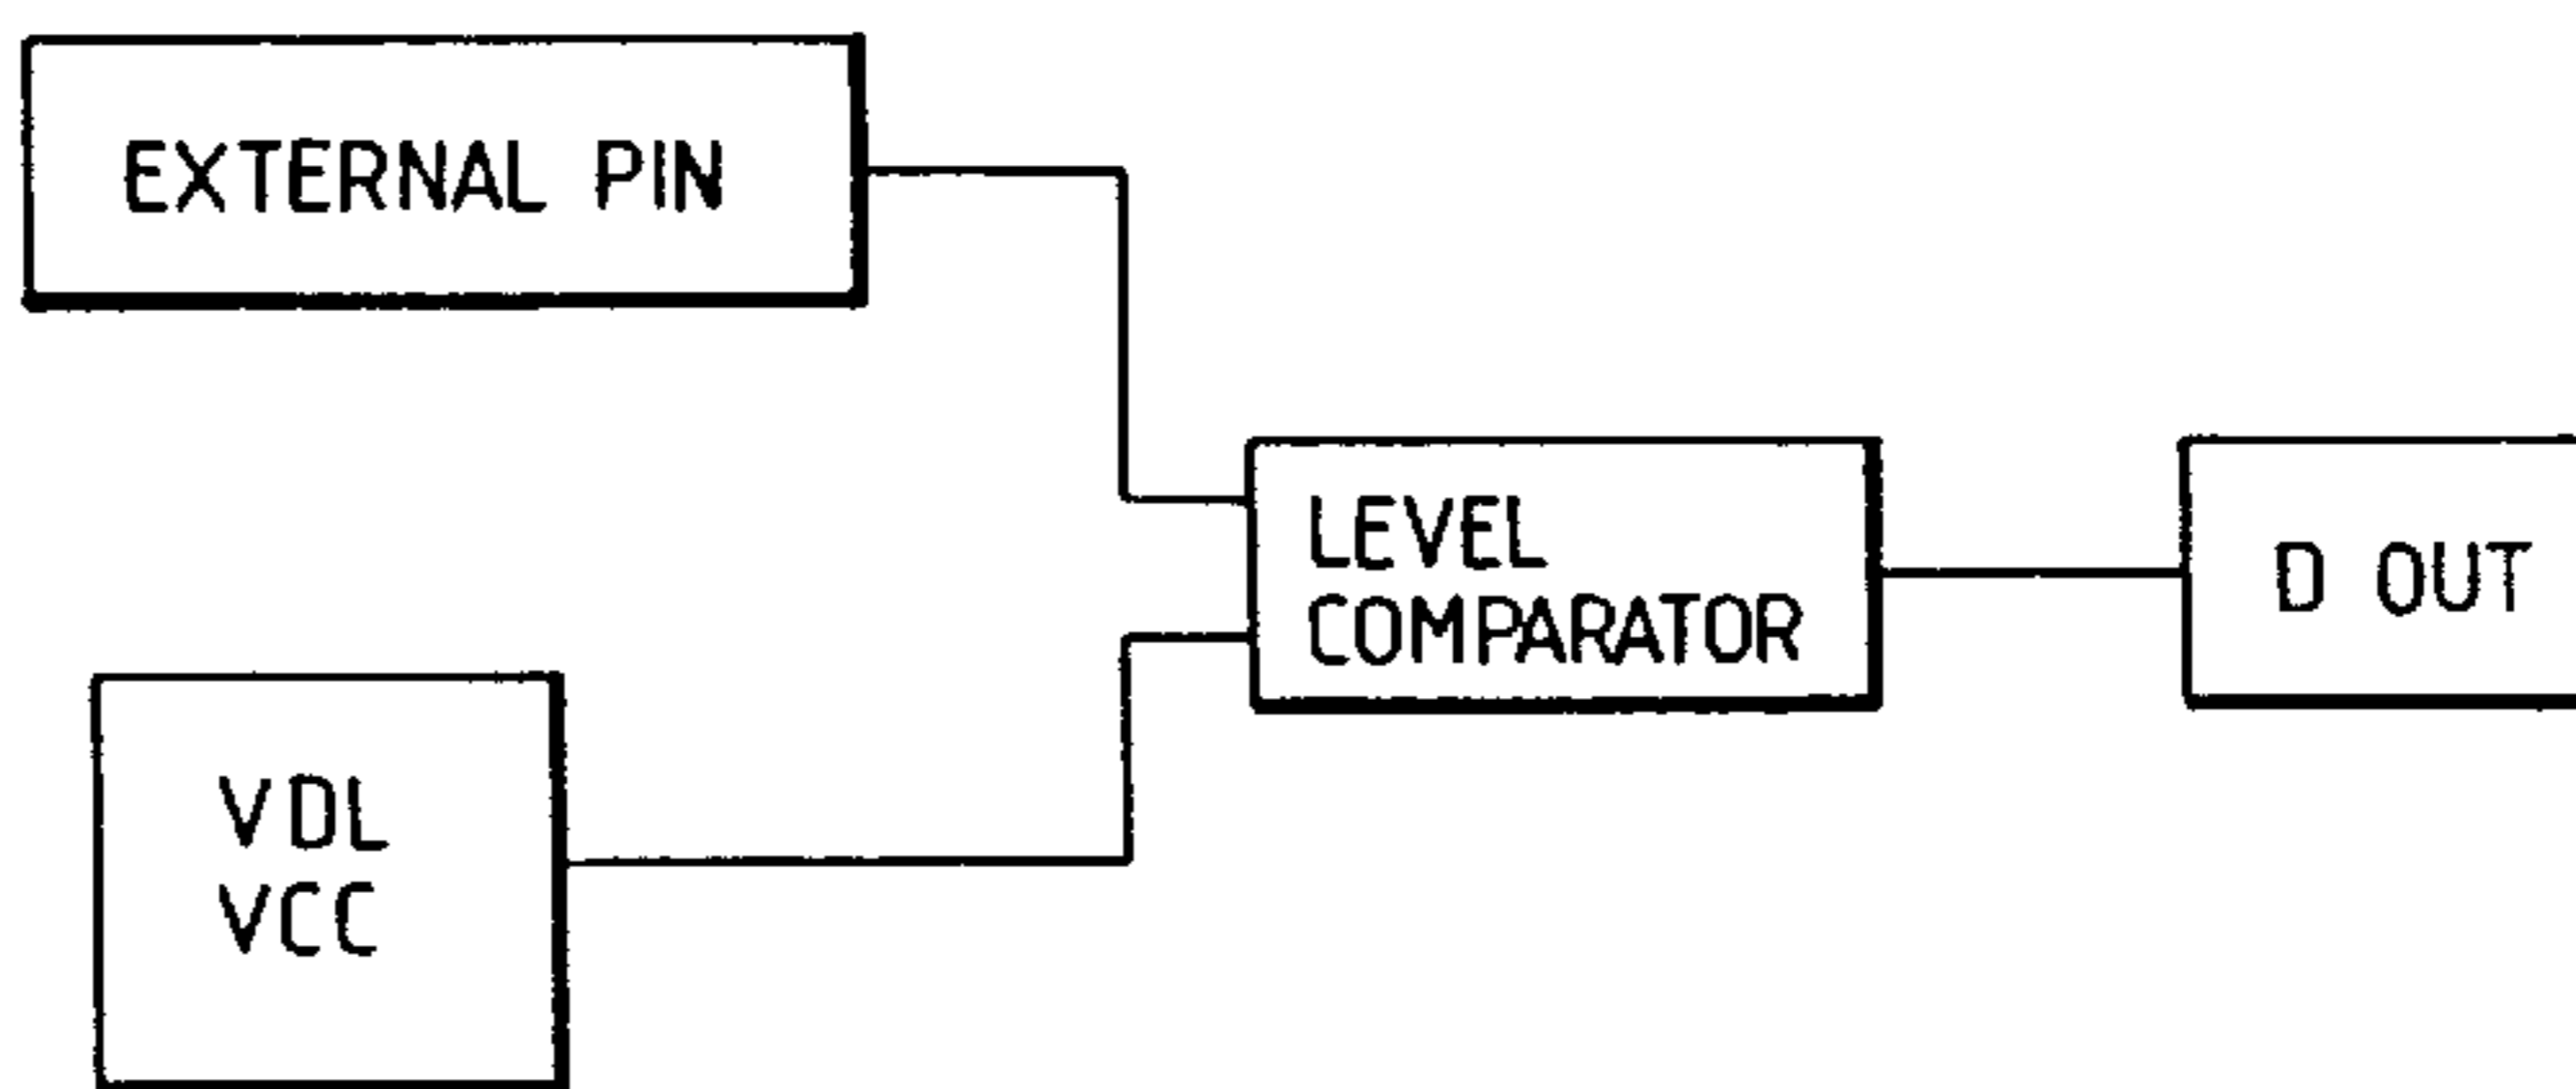 EXTERNAL PIN
LEVEL
COMPARATOR
D OUT
VDL
VCC